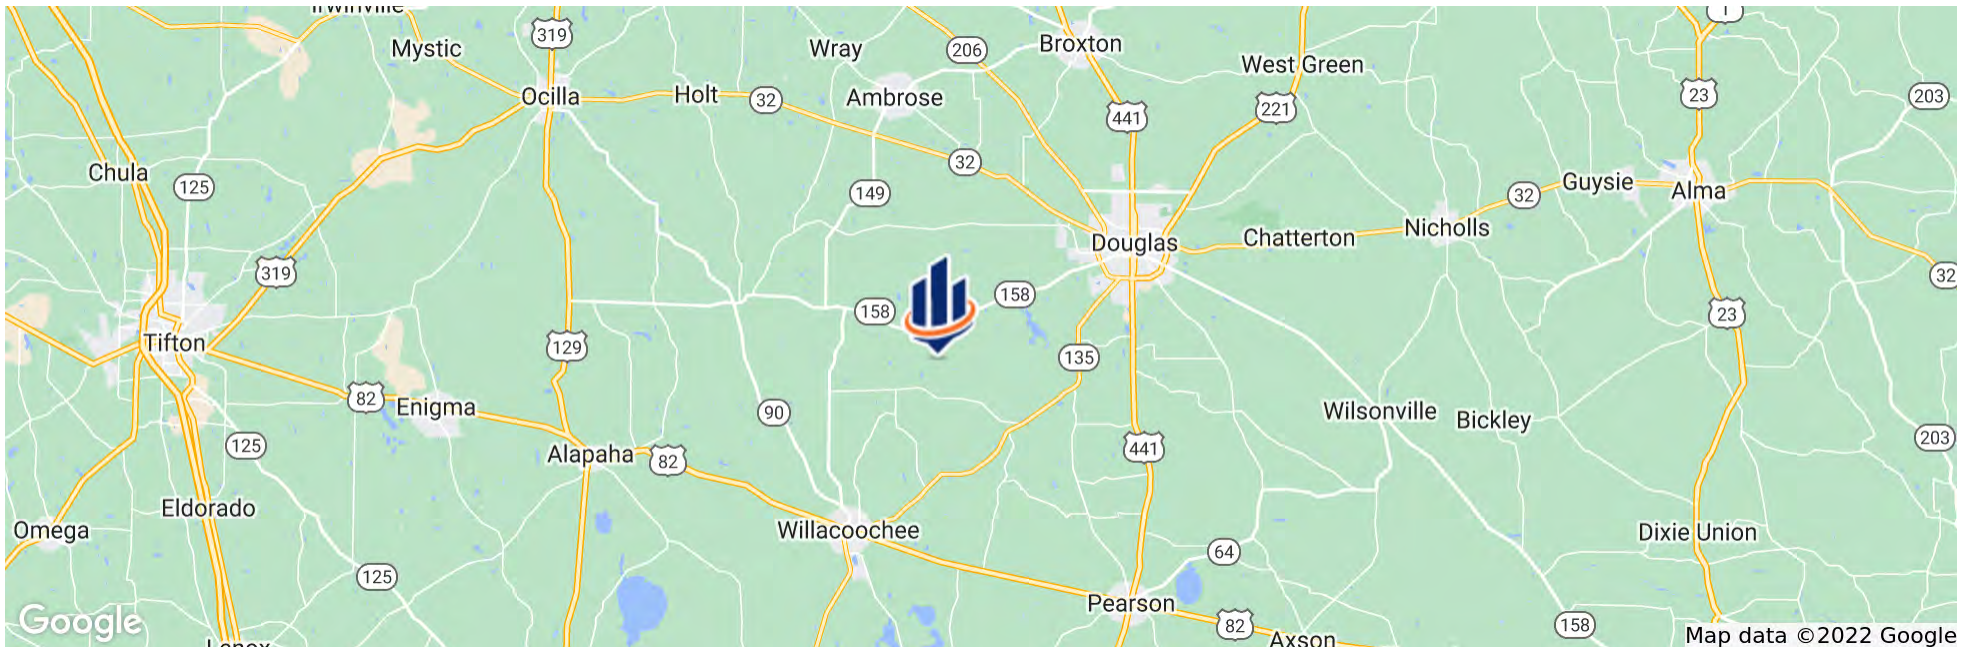 Irwinville
319
Mystic
Wray
206
Broxton
1
West Green
Ocilla
Holt
32
Ambrose
441
221
23
203
Chula
125
149
32
32
Guysie
Alma
319
Douglas
Chatterton
Nicholls
32
158
158
23
Tifton
129
135
82
Enigma
90
Wilsonville
Bickley
125
Alapaha
82
441
203
Eldorado
Omega
Willacoochee
Dixie Union
64
125
Pearson
Google
82
158
Axson
Lenox
Map data ©2022 Google